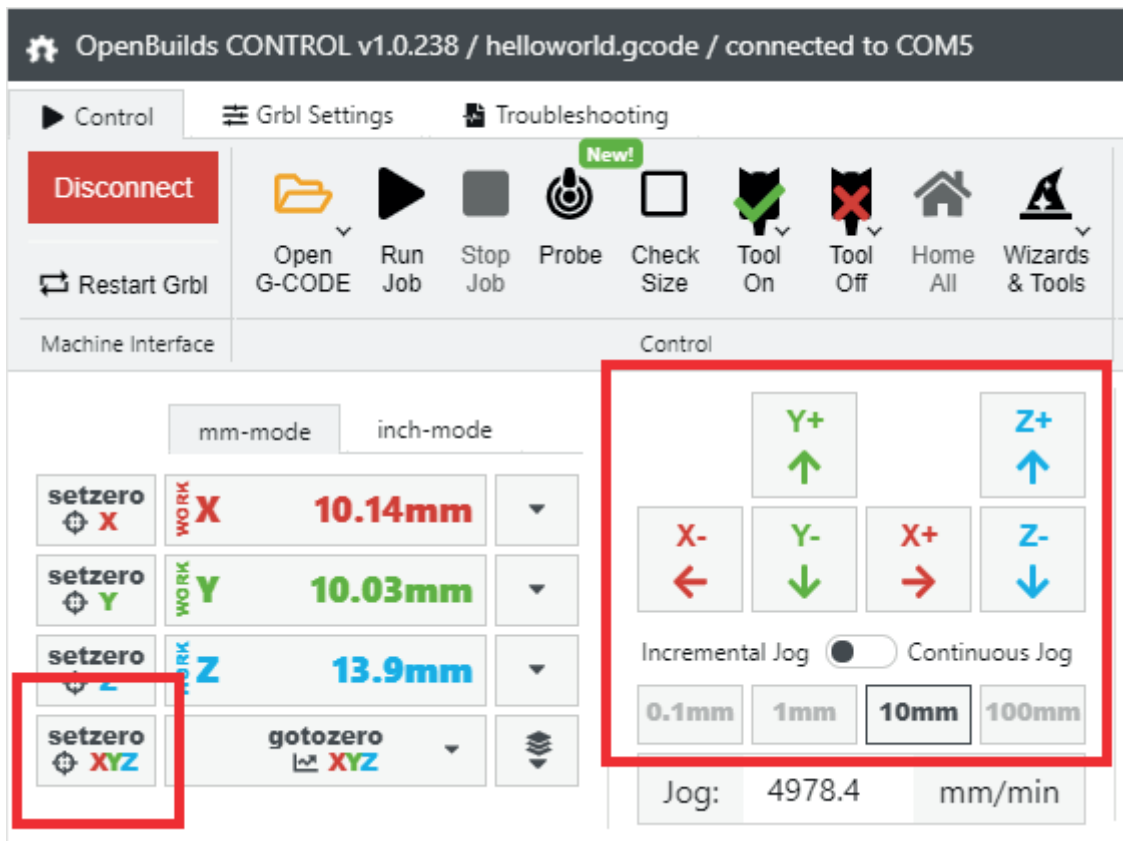 OpenBuilds CONTROL v1.0.238 / helloworld.gcode / connected to COM5
Control
Grbl Settings
Troubleshooting
New!
Disconnect
Restart Grbl
Machine Interface
Open
G-CODE
Run
Job
Stop
Job
Probe
Check
Size
Tool
On
Tool
Off
Home
All
Wizards
& Tools
Control
mm-mode
inch-mode
setzero
X
WORK
X
10.14mm
setzero
Y
WORK
Y
10.03mm
setzero
Z
WORK
Z
13.9mm
setzero
XYZ
gotozero
XYZ
Y+
Z+
X-
Y-
X+
Z-
Incremental Jog
Continuous Jog
0.1mm
1mm
10mm
100mm
Jog:
4978.4
mm/min